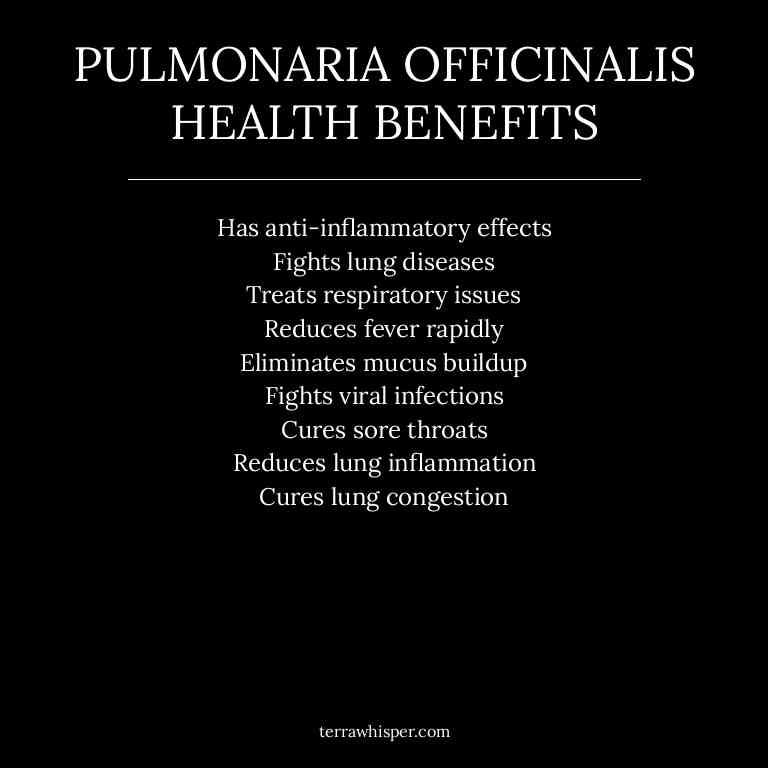 PULMONARIA OFFICINALIS
HEALTH BENEFITS
Has anti-inflammatory effects
Fights lung diseases
Treats respiratory issues
Reduces fever rapidly
Eliminates mucus buildup
Fights viral infections
Cures sore throats
Reduces lung inflammation
Cures lung congestion
terrawhisper.com